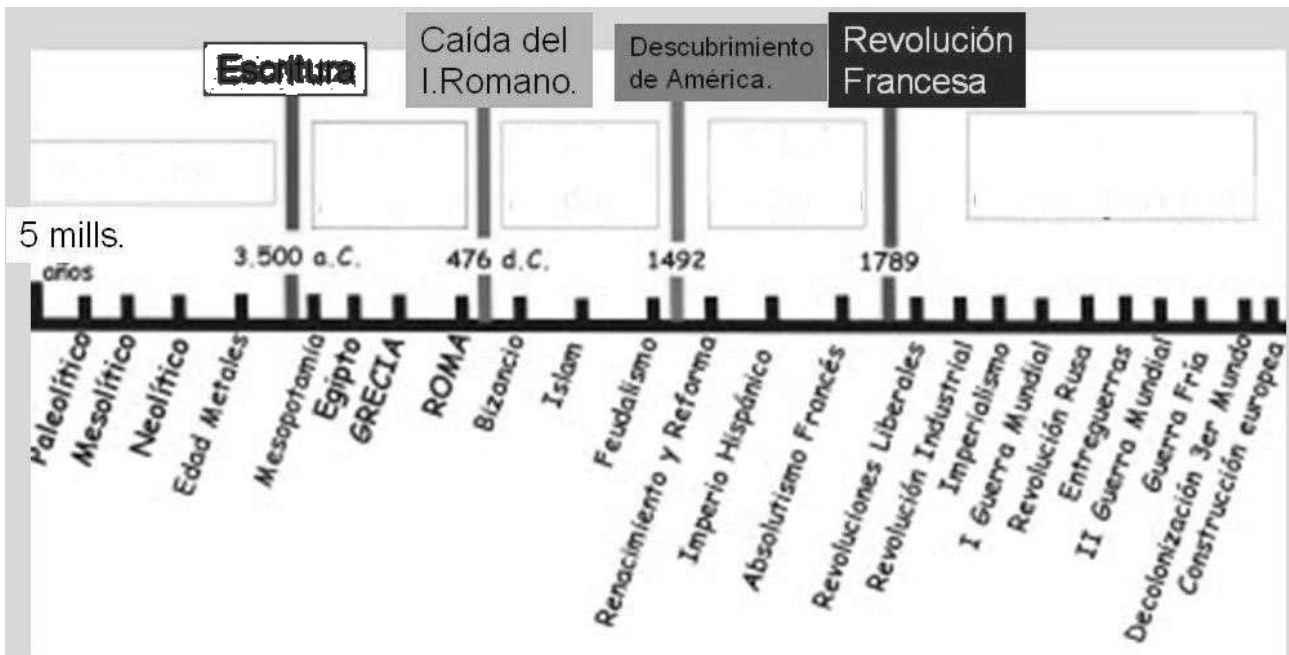 Escritura
Caída del
I.Romano.
Descubrimiento
de América.
Revolución
Francesa
5 mills.
años
3.500 a.C.
476 d.C.
1492
1789
Paleolítico
Mesolítico
Neolítico
Edad Metales
Mesopotamia
Egipto
GRECIA
ROMA
Bizancio
Islam
Feudalismo
Renacimiento y Reforma
Imperio Hispánico
Absolutismo Francés
Revoluciones Liberales
Revolución Industrial
Imperialismo
I Guerra Mundial
Revolución Rusa
Entreguerras
II Guerra Mundial
Guerra Fría
Decolonización 3er Mundo
Construcción europea